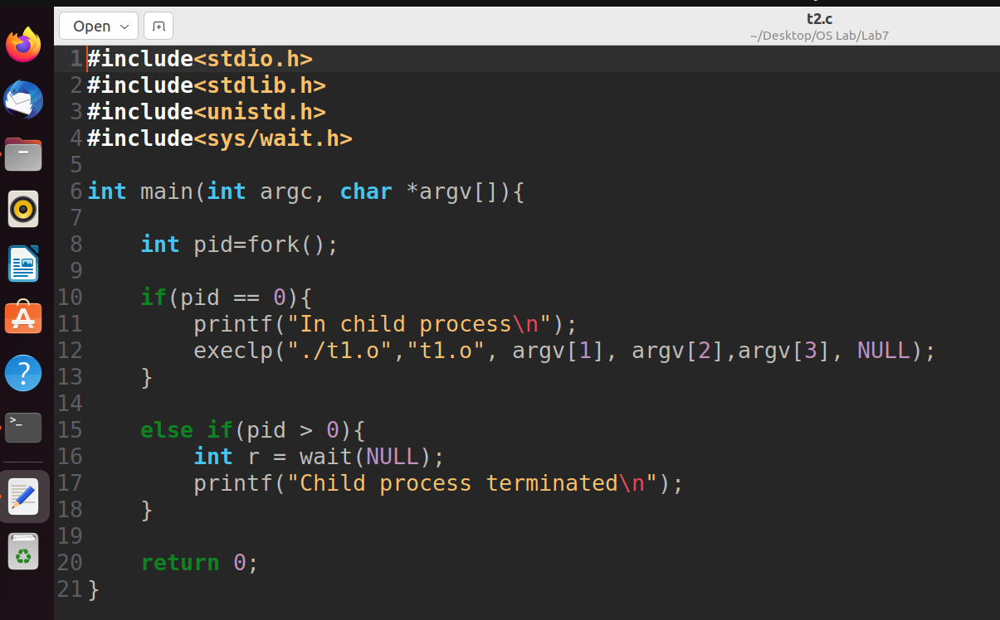 Open
t2.c
~/Desktop/OS Lab/Lab7
1 #include<stdio.h>
2 #include<stdlib.h>
3 #include<unistd.h>
4 #include<sys/wait.h>
5
6 int main(int argc, char *argv[]){
7
8     int pid=fork();
9
10     if(pid == 0){
11         printf("In child process\n");
12         execlp("./t1.o","t1.o", argv[1], argv[2],argv[3], NULL);
13     }
14
15     else if(pid > 0){
16         int r = wait(NULL);
17         printf("Child process terminated\n");
18     }
19
20     return 0;
21 }